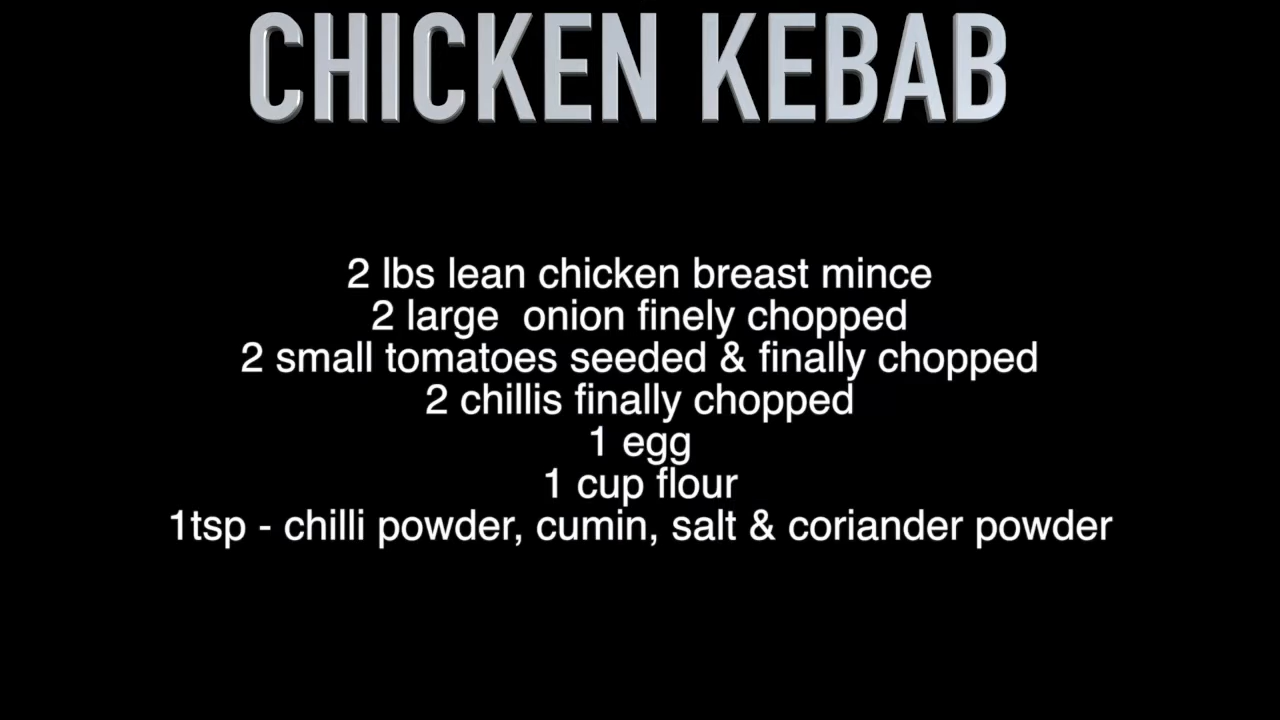 CHICKEN KEBAB
2 lbs lean chicken breast mince
2 large  onion finely chopped
2 small tomatoes seeded & finally chopped
2 chillis finally chopped
1 egg
1 cup flour
1tsp - chilli powder, cumin, salt & coriander powder